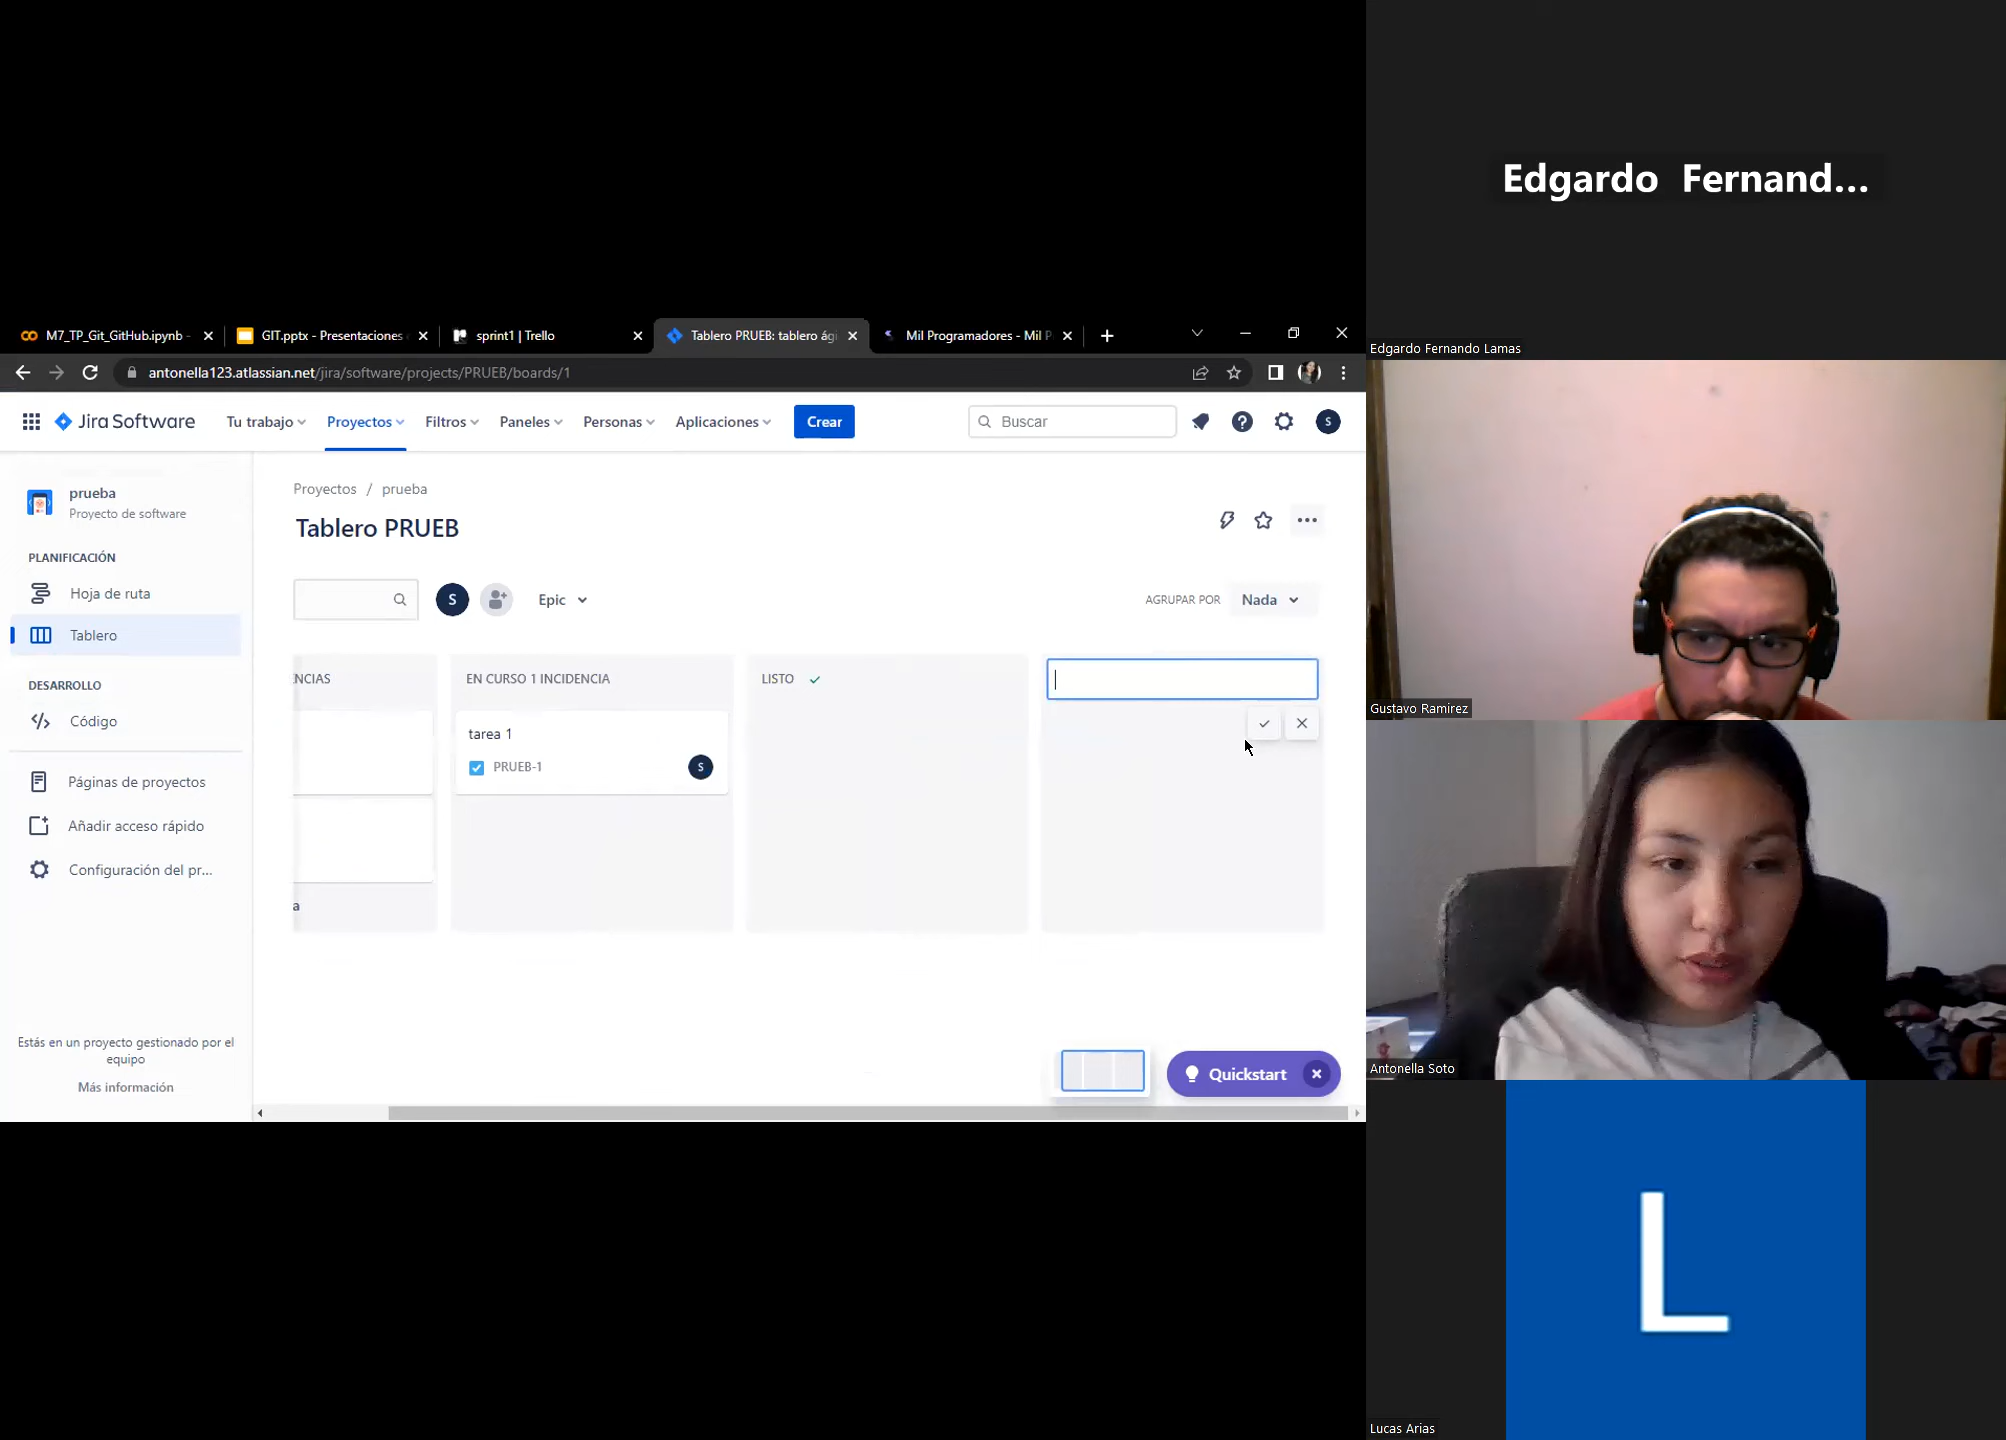 M7_TP_Git_GitHub.ipynb -
GIT.pptx - Presentaciones
sprint1 | Trello
Tablero PRUEB: tablero ági
Mil Programadores - Mil P
antonella123.atlassian.net/jira/software/projects/PRUEB/boards/1
Jira Software
Tu trabajo
Proyectos
Filtros
Paneles
Personas
Aplicaciones
Crear
Buscar
S
prueba
Proyecto de software
PLANIFICACIÓN
Hoja de ruta
Tablero
DESARROLLO
Código
Páginas de proyectos
Añadir acceso rápido
Configuración del pr...
Estás en un proyecto gestionado por el
equipo
Más información
Proyectos / prueba
Tablero PRUEB
S
Epic
AGRUPAR POR
Nada
NCIAS
EN CURSO 1 INCIDENCIA
LISTO
tarea 1
PRUEB-1
S
a
Quickstart
Edgardo Fernand...
Edgardo Fernando Lamas
Gustavo Ramirez
Antonella Soto
L
Lucas Arias